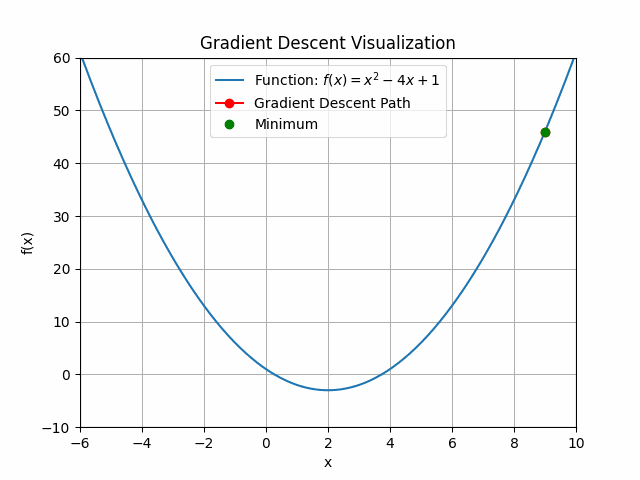 Gradient Descent Visualization
Function: f(x) = x² − 4x + 1
Gradient Descent Path
Minimum
60
50
40
30
20
10
0
−10
f(x)
−6
−4
−2
0
2
4
6
8
10
x